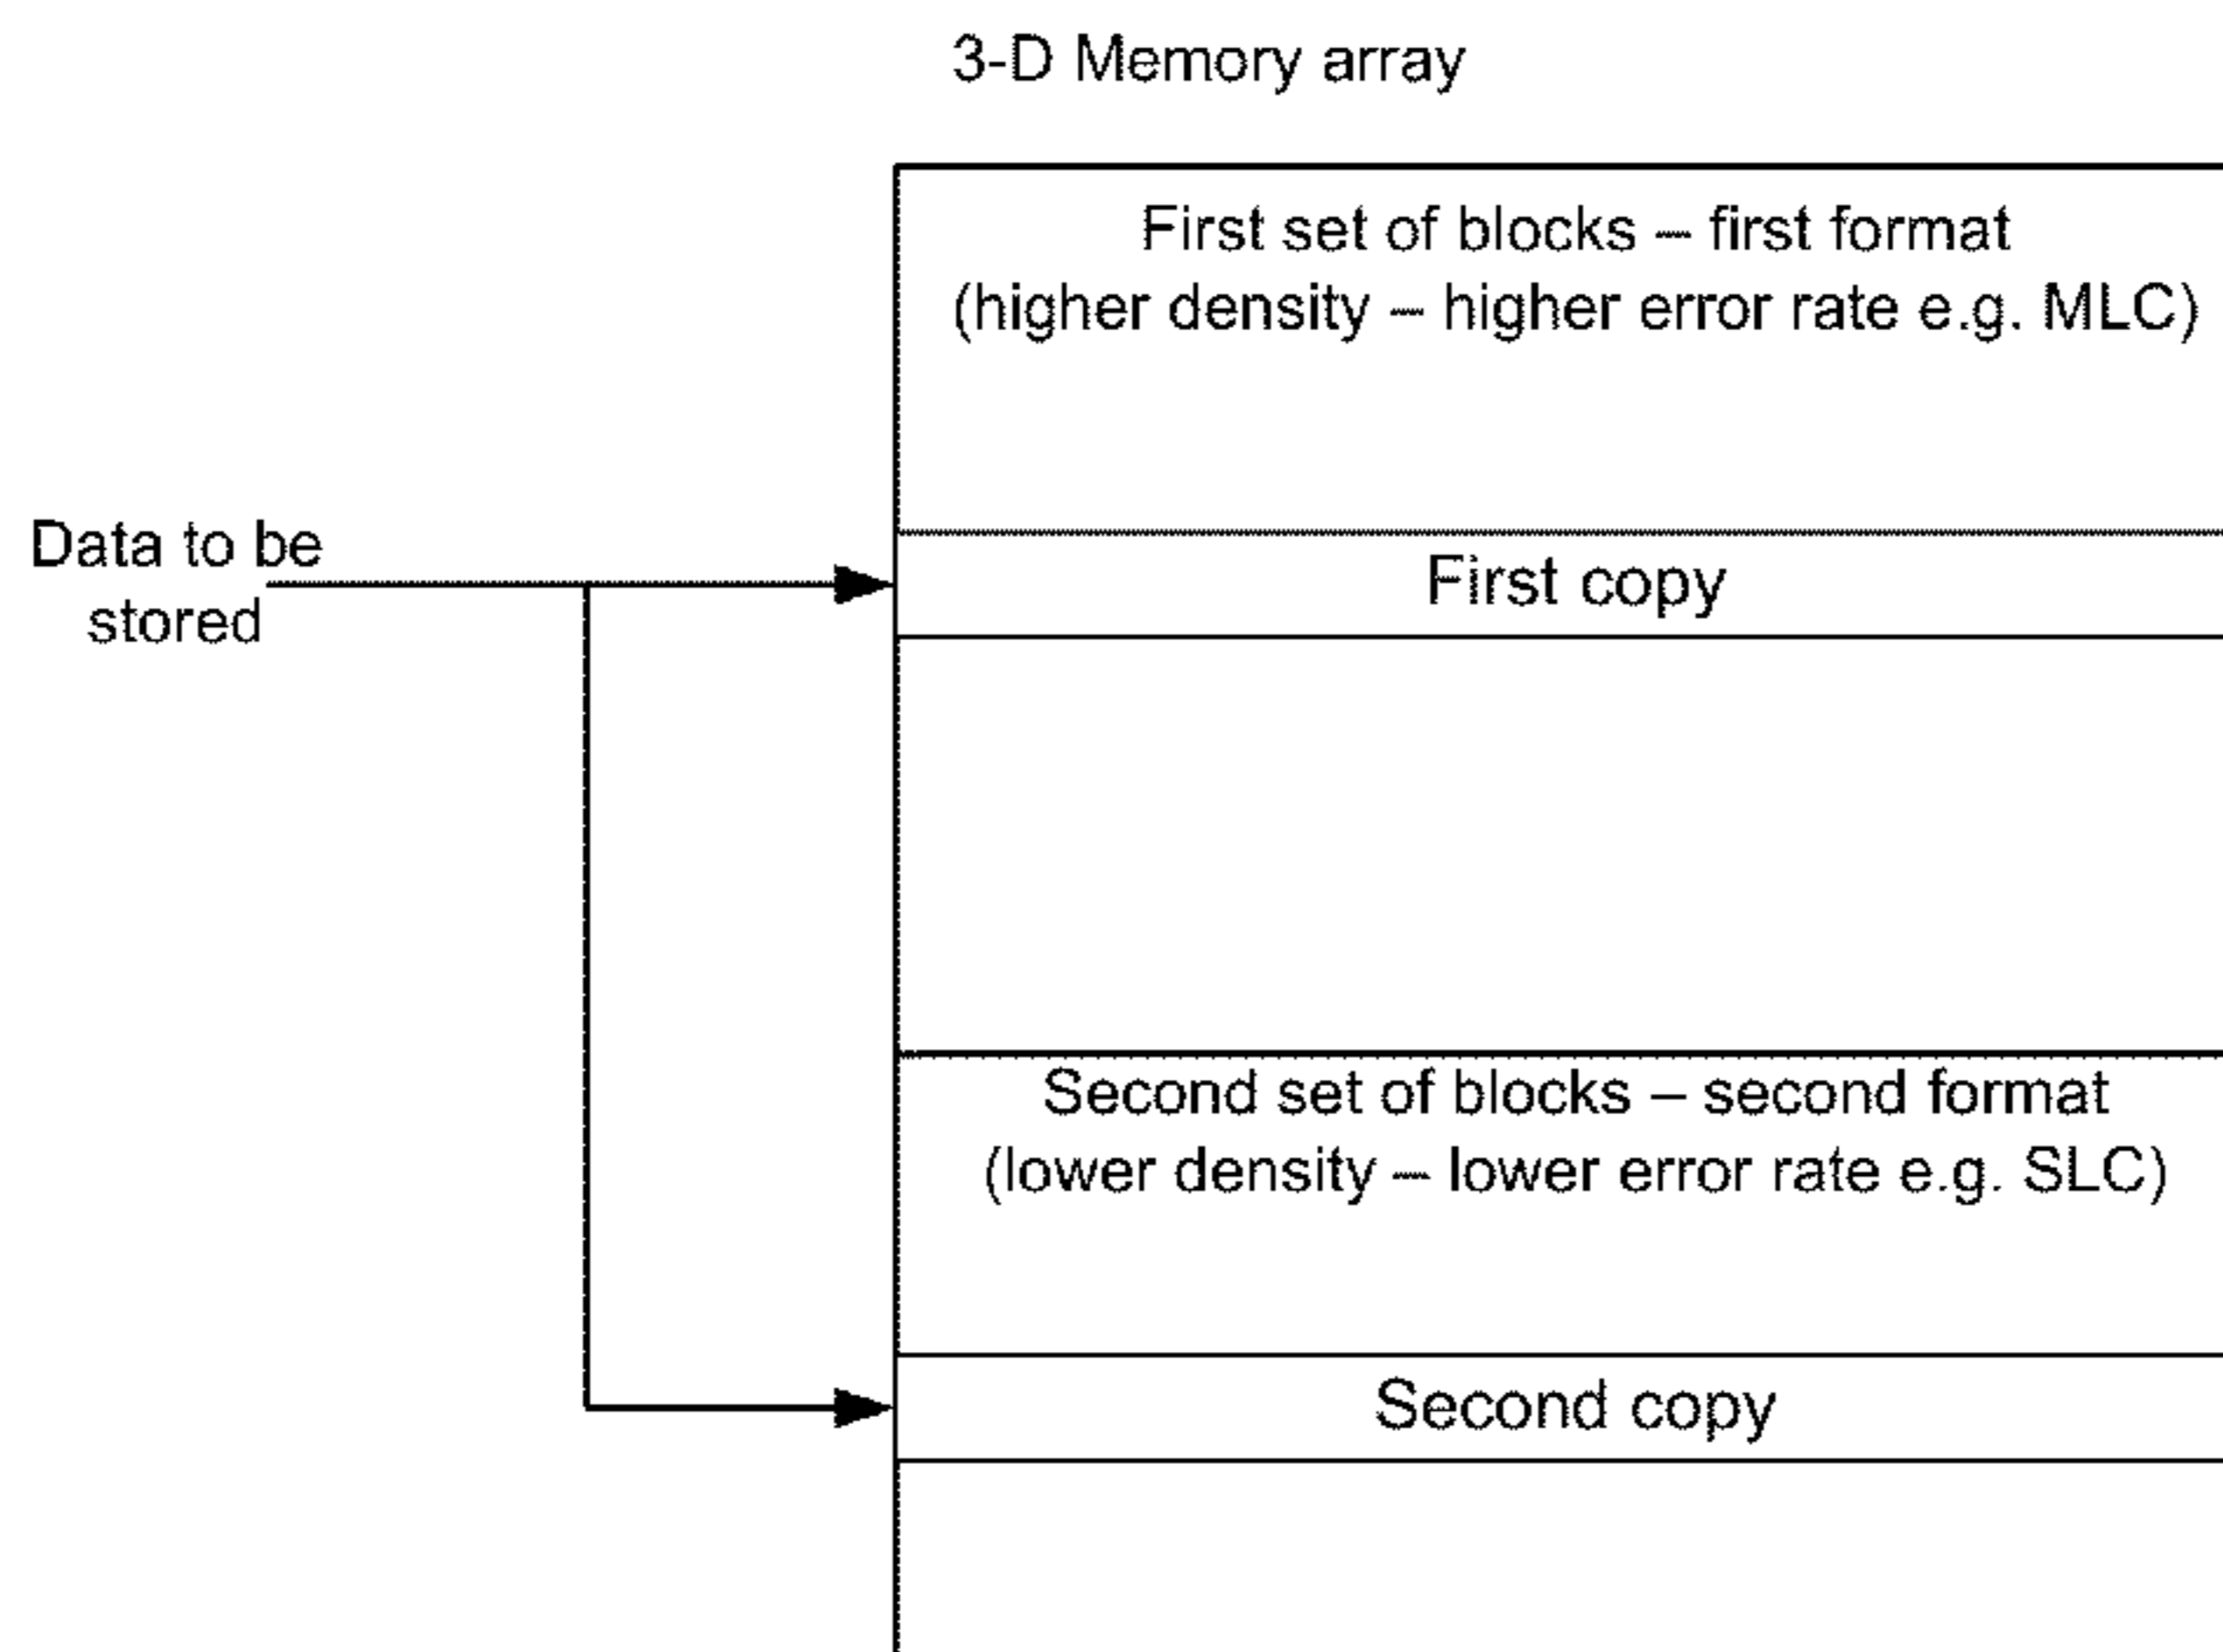 3-D Memory array
First set of blocks – first format
(higher density – higher error rate e.g. MLC)
Data to be
stored
First copy
Second set of blocks – second format
(lower density – lower error rate e.g. SLC)
Second copy